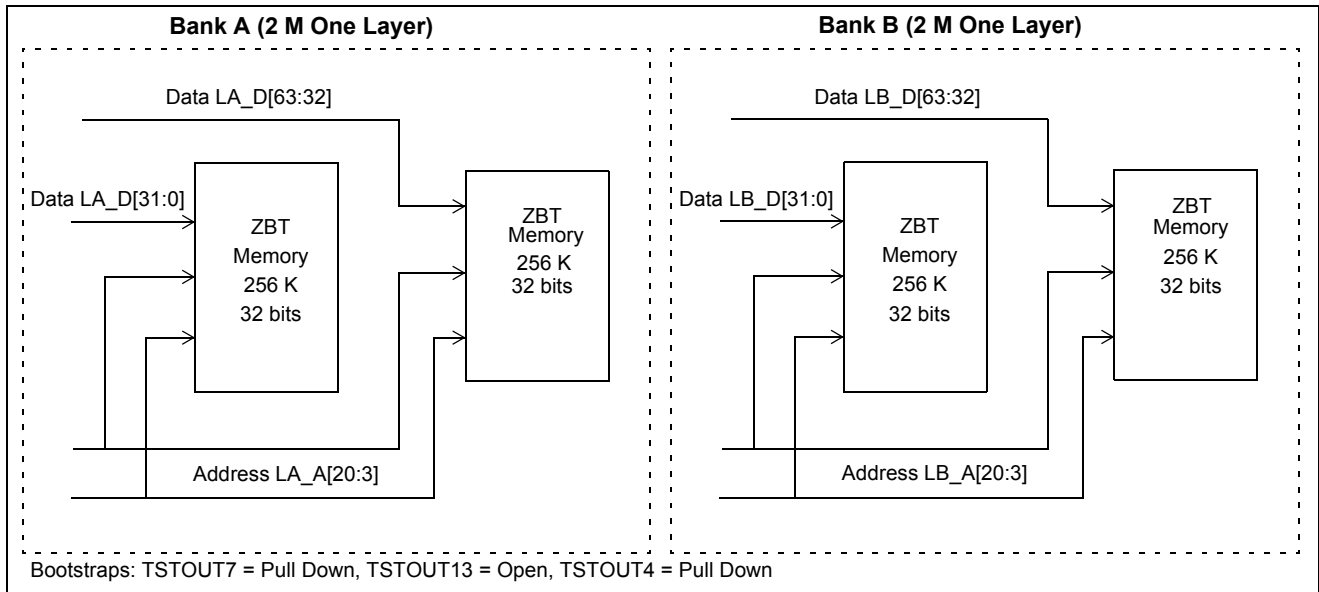 Bank A (2 M One Layer)
Data LA_D[63:32]
Data LA_D[31:0]
ZBT
Memory
256 K
32 bits
ZBT
Memory
256 K
32 bits
Address LA_A[20:3]
Bank B (2 M One Layer)
Data LB_D[63:32]
Data LB_D[31:0]
ZBT
Memory
256 K
32 bits
ZBT
Memory
256 K
32 bits
Address LB_A[20:3]
Bootstraps: TSTOUT7 = Pull Down, TSTOUT13 = Open, TSTOUT4 = Pull Down